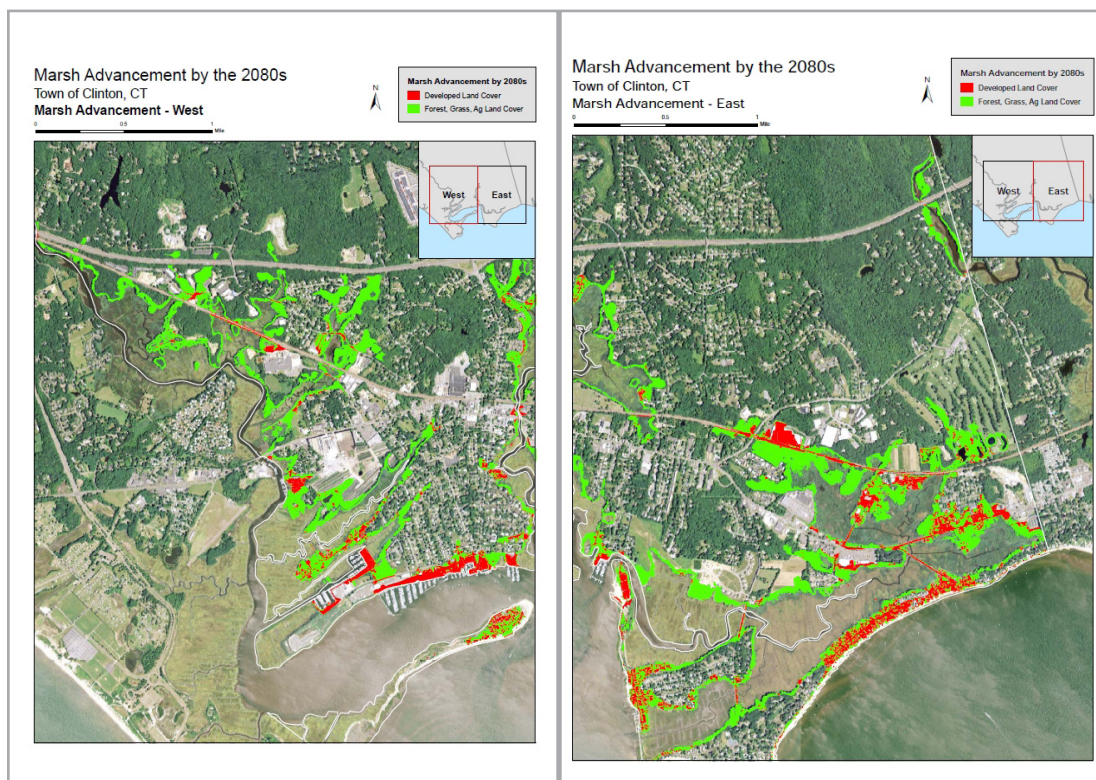 Marsh Advancement by the 2080s
Town of Clinton, CT
Marsh Advancement - West
N
Marsh Advancement by 2080s
Developed Land Cover
Forest, Grass, Ag Land Cover
0 0.5 1
Mile
West East
Marsh Advancement by the 2080s
Town of Clinton, CT
Marsh Advancement - East
N
Marsh Advancement by 2080s
Developed Land Cover
Forest, Grass, Ag Land Cover
0 0.5 1
Mile
West East